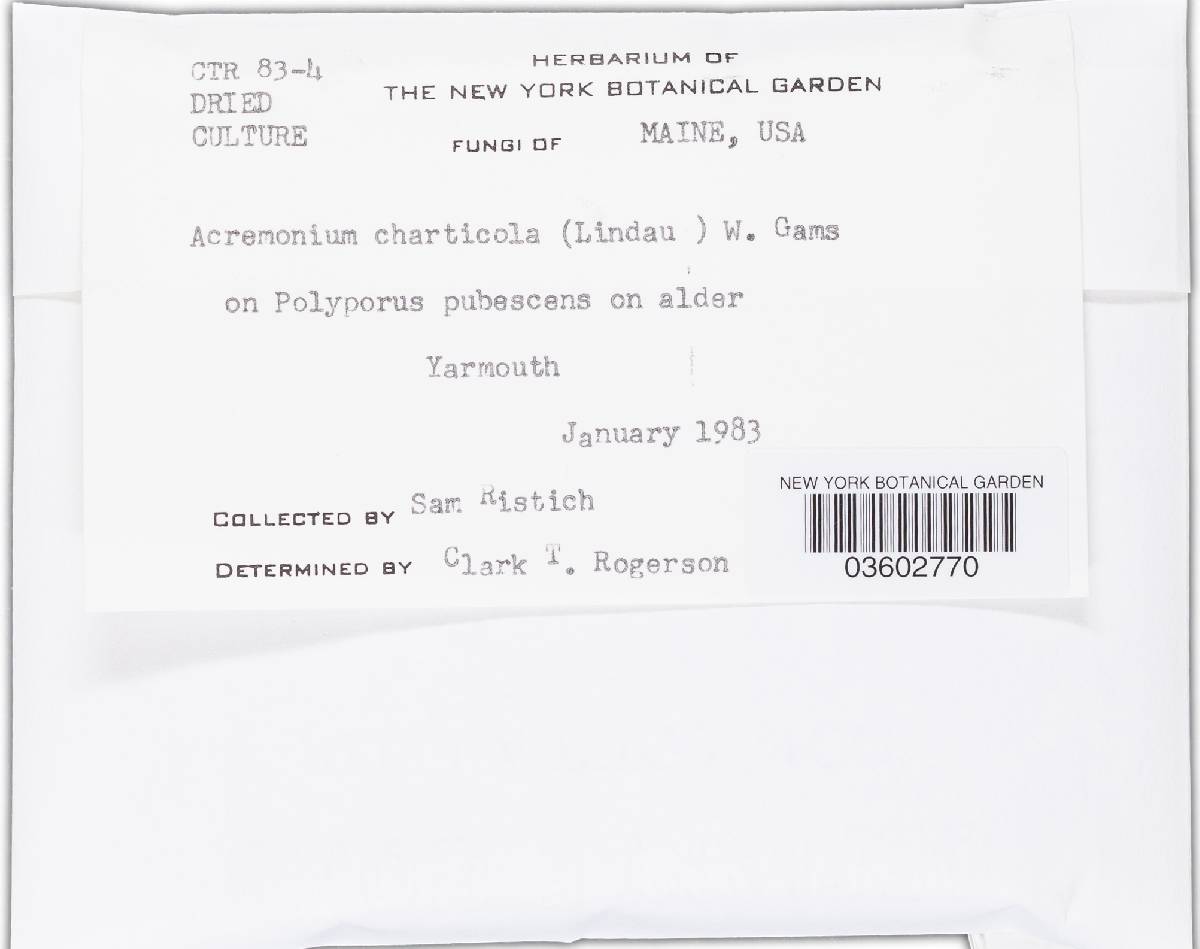 CTR 83-4
DRIED
CULTURE
HERBARIUM OF
THE NEW YORK BOTANICAL GARDEN
FUNGI OF MAINE, USA
Acremonium charticola (Lindau ) W. Gams
on Polyporus pubescens on alder
Yarmouth
January 1983
COLLECTED BY Sam Ristich
DETERMINED BY Clark T. Rogerson
NEW YORK BOTANICAL GARDEN
03602770